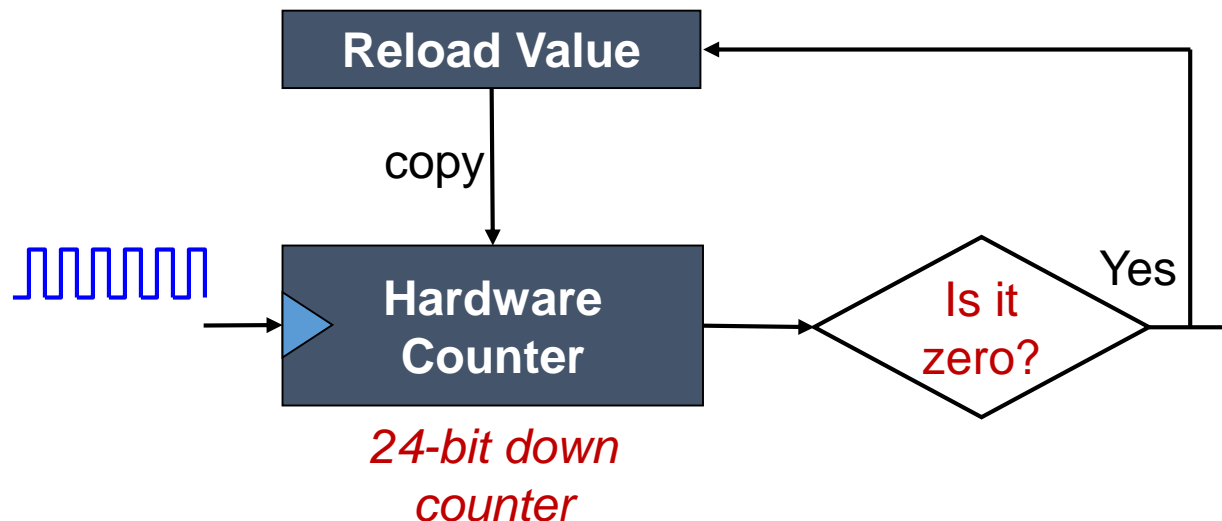 Reload Value
copy
Hardware
Counter
24-bit down
counter
Is it
zero?
Yes